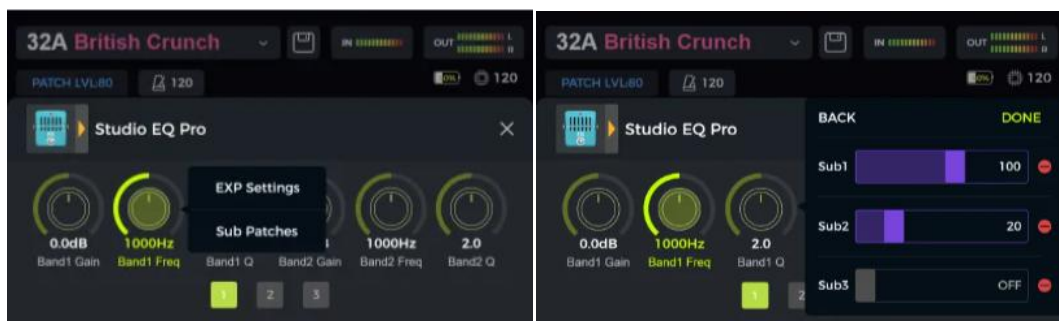 32A British Crunch
IN
OUT
L
R
PATCH LVL:80
120
0%
120
Studio EQ Pro
EXP Settings
Sub Patches
0.0dB
1000Hz
1000Hz
2.0
Band1 Gain
Band1 Freq
Band1 Q
Band2 Gain
Band2 Freq
Band2 Q
1
2
3
32A British Crunch
IN
OUT
L
R
PATCH LVL:80
120
0%
120
Studio EQ Pro
BACK
DONE
Sub1
100
Sub2
20
Sub3
OFF
0.0dB
1000Hz
2.0
Band1 Gain
Band1 Freq
Band1 Q
1
2